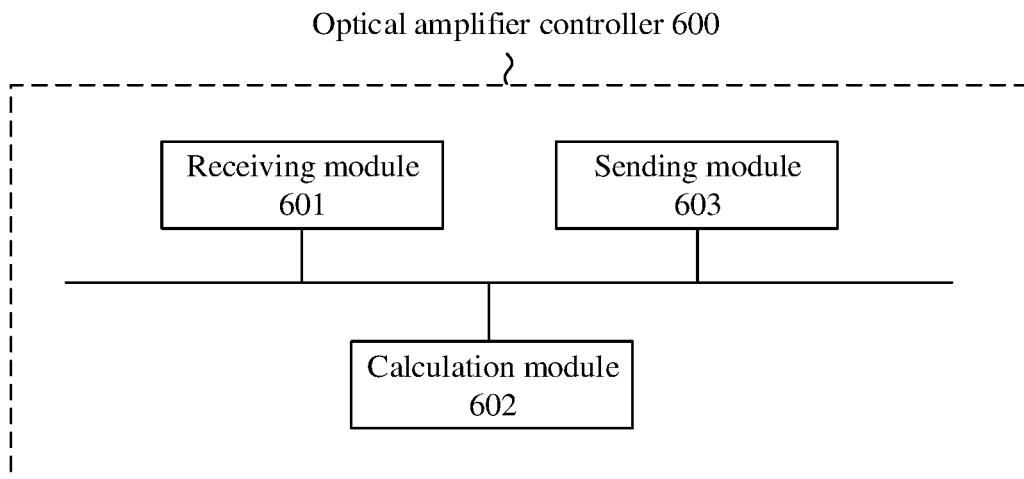 Optical amplifier controller 600
Receiving module
601
Sending module
603
Calculation module
602